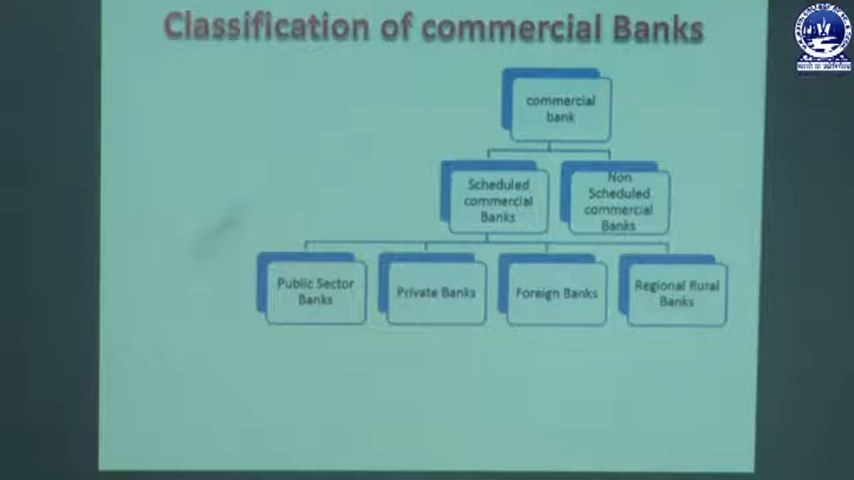 Classification of commercial Banks
commercial
bank
Scheduled
commercial
Banks
Non
Scheduled
commercial
Banks
Public Sector
Banks
Private Banks
Foreign Banks
Regional Rural
Banks